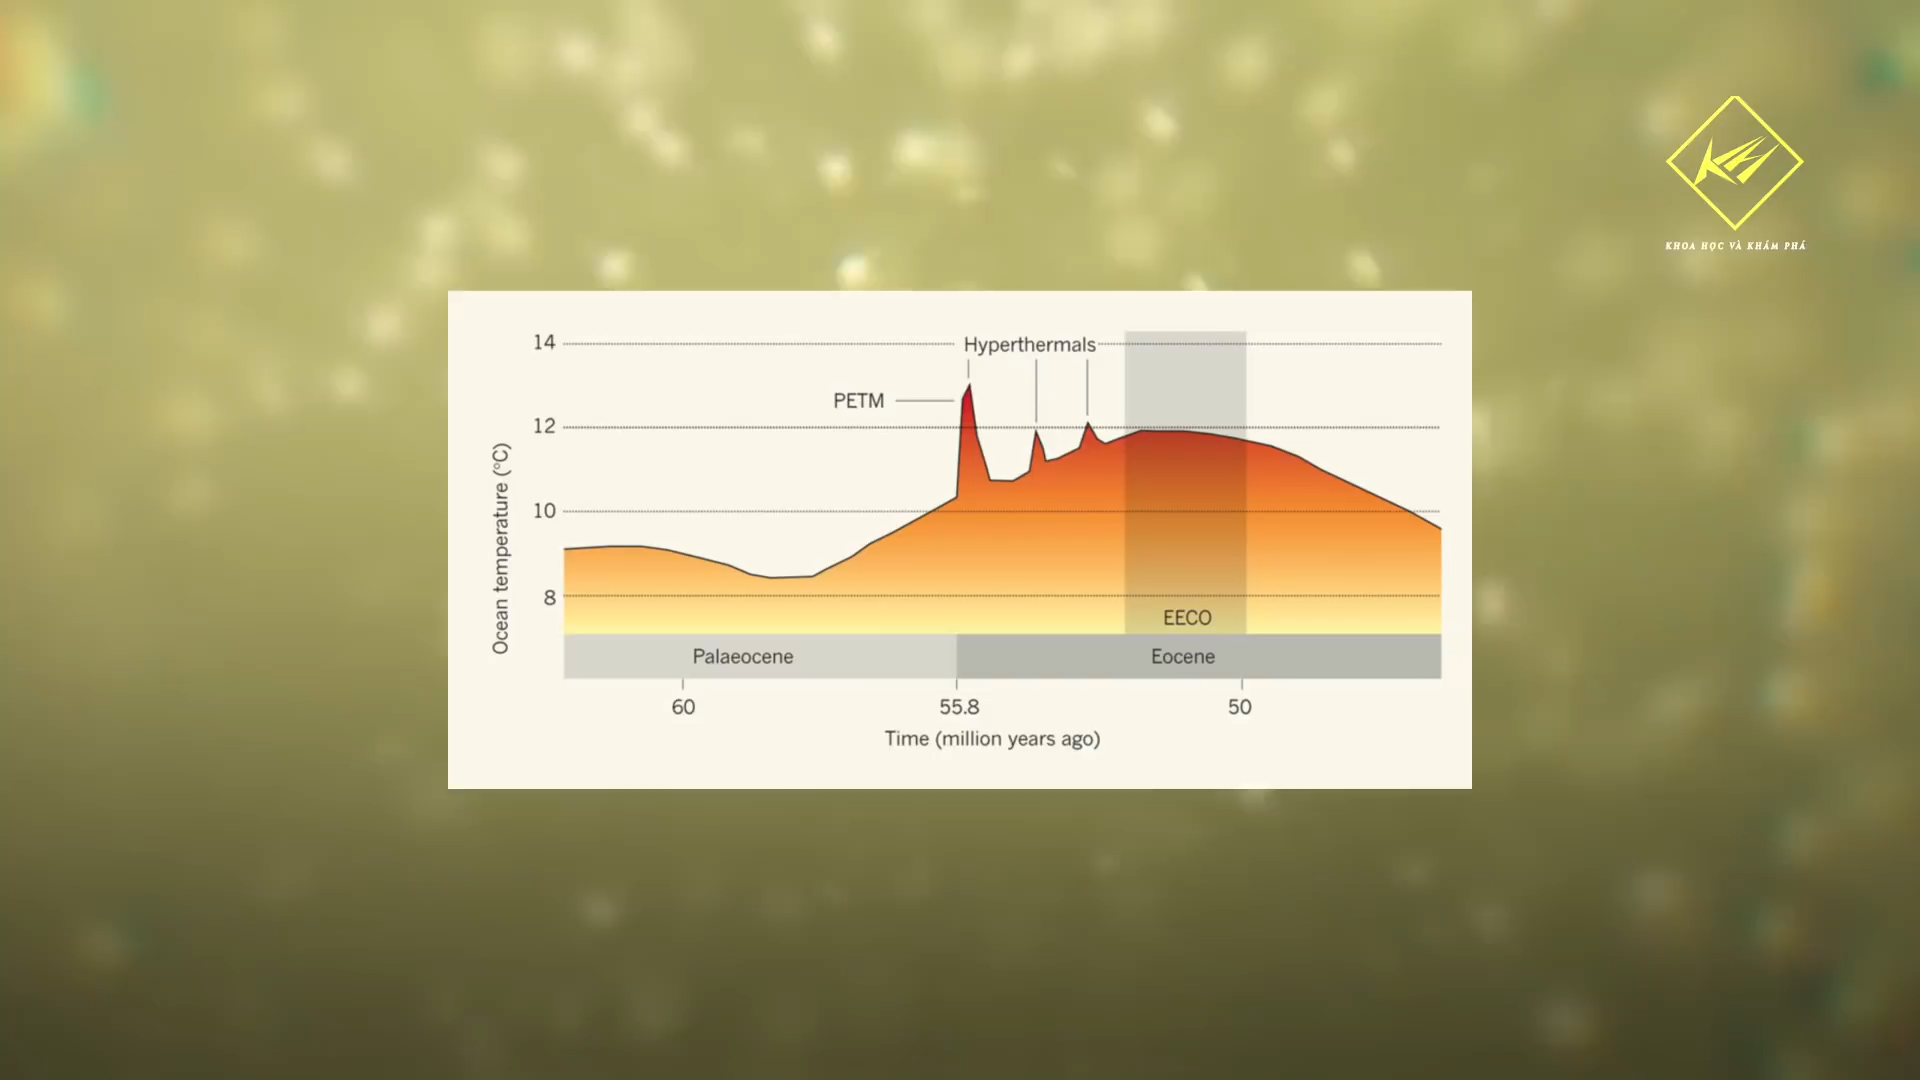 KHOA HỌC VÀ KHÁM PHÁ
14
Hyperthermals
PETM
12
Ocean temperature (°C)
10
8
EECO
Palaeocene
Eocene
60
55.8
50
Time (million years ago)